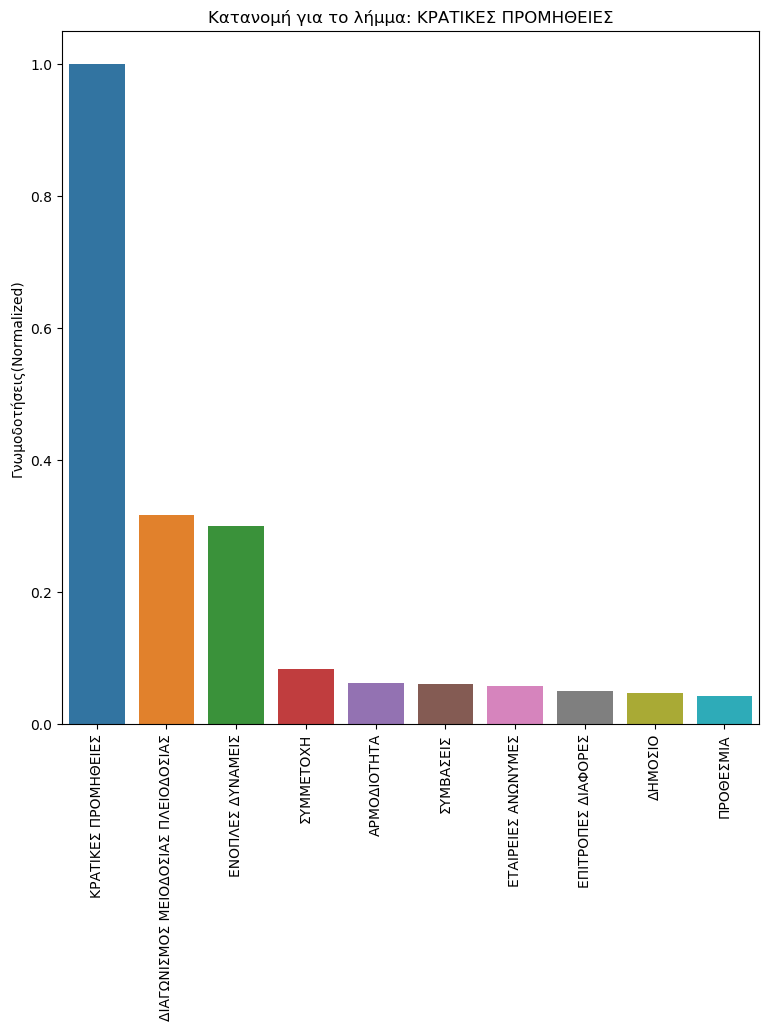 Κατανομή για το λήμμα: ΚΡΑΤΙΚΕΣ ΠΡΟΜΗΘΕΙΕΣ
Γνωμοδοτήσεις(Normalized)
1.0
0.8
0.6
0.4
0.2
0.0
ΚΡΑΤΙΚΕΣ ΠΡΟΜΗΘΕΙΕΣ
ΔΙΑΓΩΝΙΣΜΟΣ ΜΕΙΟΔΟΣΙΑΣ ΠΛΕΙΟΔΟΣΙΑΣ
ΕΝΟΠΛΕΣ ΔΥΝΑΜΕΙΣ
ΣΥΜΜΕΤΟΧΗ
ΑΡΜΟΔΙΟΤΗΤΑ
ΣΥΜΒΑΣΕΙΣ
ΕΤΑΙΡΕΙΕΣ ΑΝΩΝΥΜΕΣ
ΕΠΙΤΡΟΠΕΣ ΔΙΑΦΟΡΕΣ
ΔΗΜΟΣΙΟ
ΠΡΟΘΕΣΜΙΑ